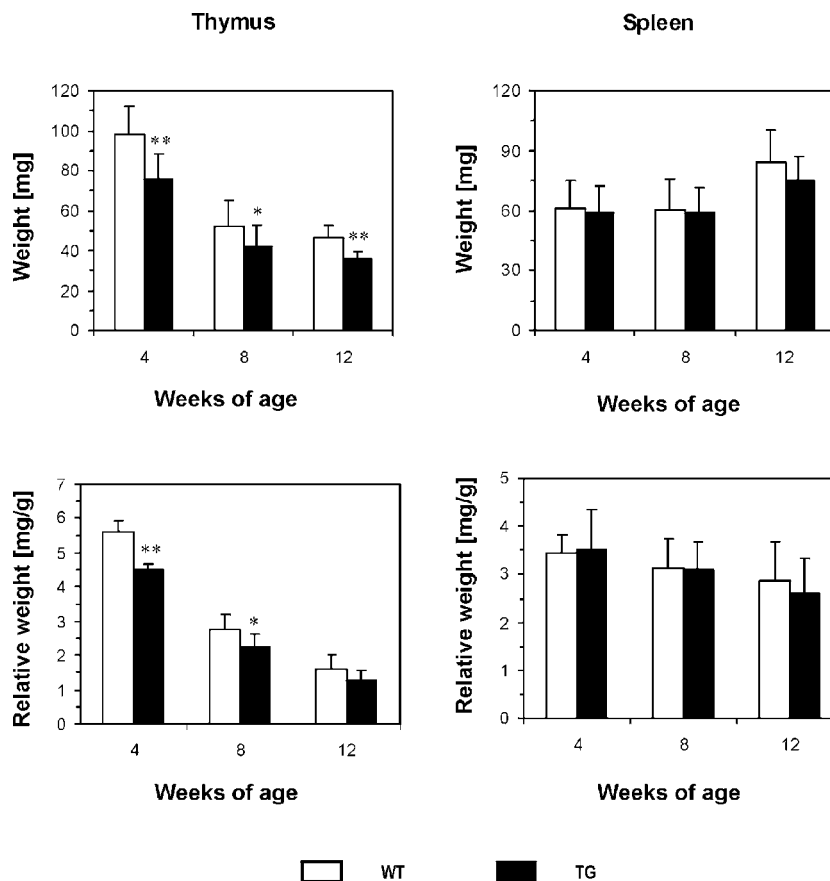 Thymus
Spleen
Weight [mg]
120
100
80
60
40
20
0
**
*
**
4 8 12
Weeks of age
Weight [mg]
120
90
60
30
0
4 8 12
Weeks of age
Relative weight [mg/g]
7
6
5
4
3
2
1
0
**
*
4 8 12
Weeks of age
Relative weight [mg/g]
5
4
3
2
1
0
4 8 12
Weeks of age
WT
TG